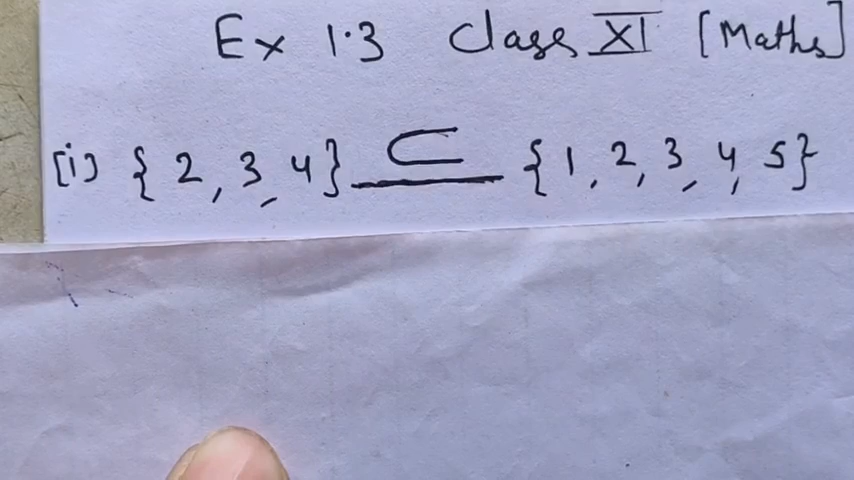 Ex 1.3 Class XI [Maths]
(i) { 2, 3, 4} ⊂ { 1, 2, 3, 4, 5}